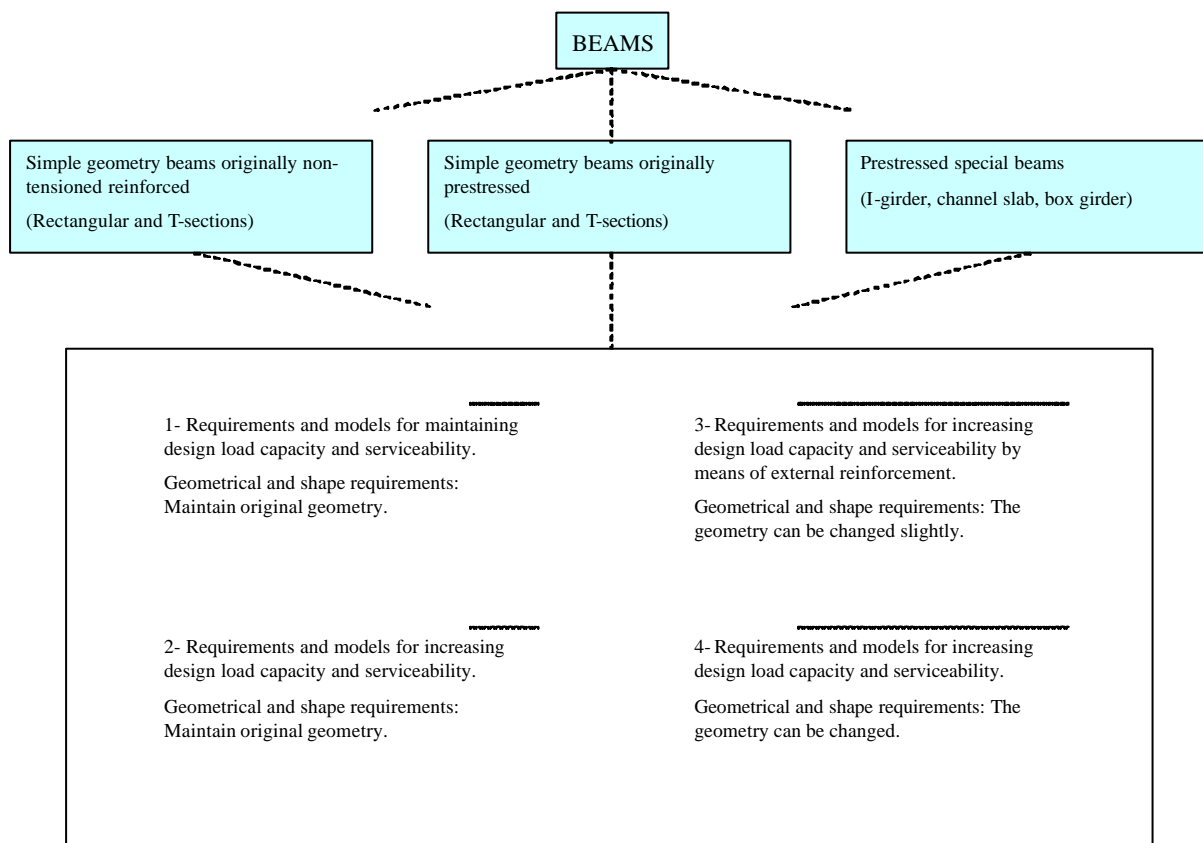 BEAMS
Simple geometry beams originally non-
tensioned reinforced
(Rectangular and T-sections)
Simple geometry beams originally
prestressed
(Rectangular and T-sections)
Prestressed special beams
(I-girder, channel slab, box girder)
1- Requirements and models for maintaining
design load capacity and serviceability.
Geometrical and shape requirements:
Maintain original geometry.
3- Requirements and models for increasing
design load capacity and serviceability by
means of external reinforcement.
Geometrical and shape requirements: The
geometry can be changed slightly.
2- Requirements and models for increasing
design load capacity and serviceability.
Geometrical and shape requirements:
Maintain original geometry.
4- Requirements and models for increasing
design load capacity and serviceability.
Geometrical and shape requirements: The
geometry can be changed.